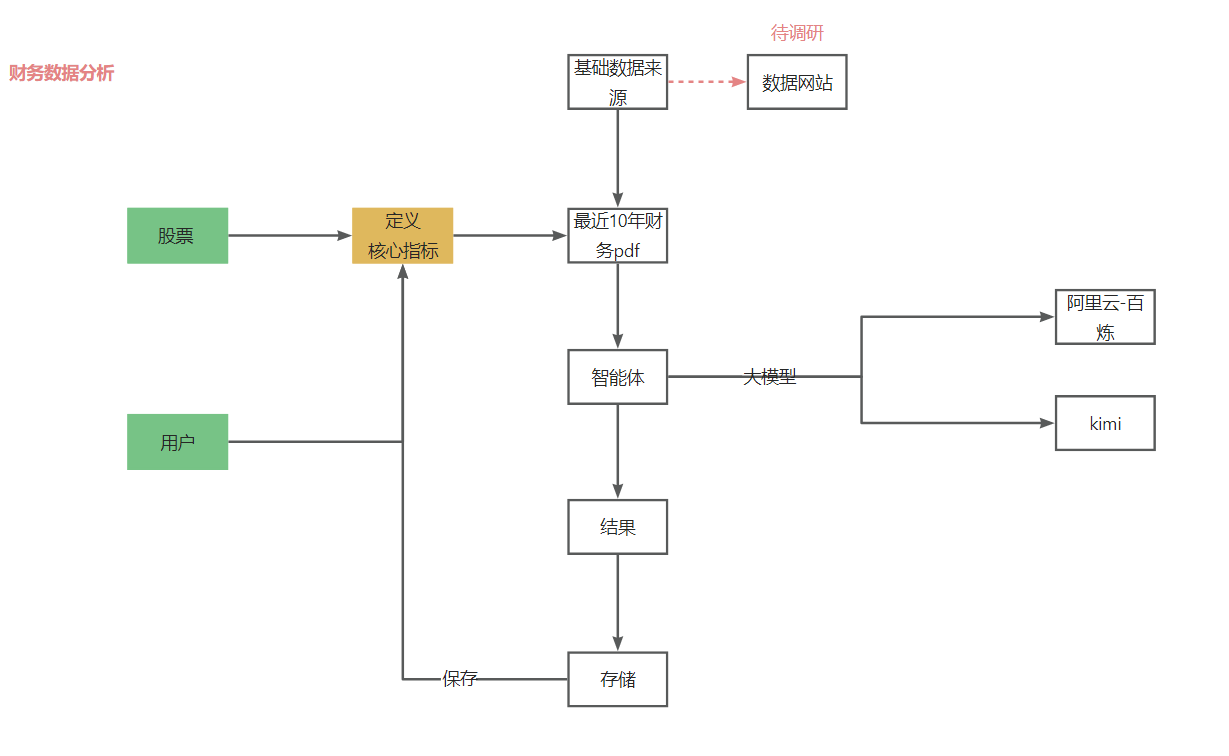 待调研
财务数据分析
基础数据来
源
数据网站
股票
定义
核心指标
最近10年财
务pdf
阿里云-百
炼
智能体
大模型
kimi
用户
结果
保存
存储